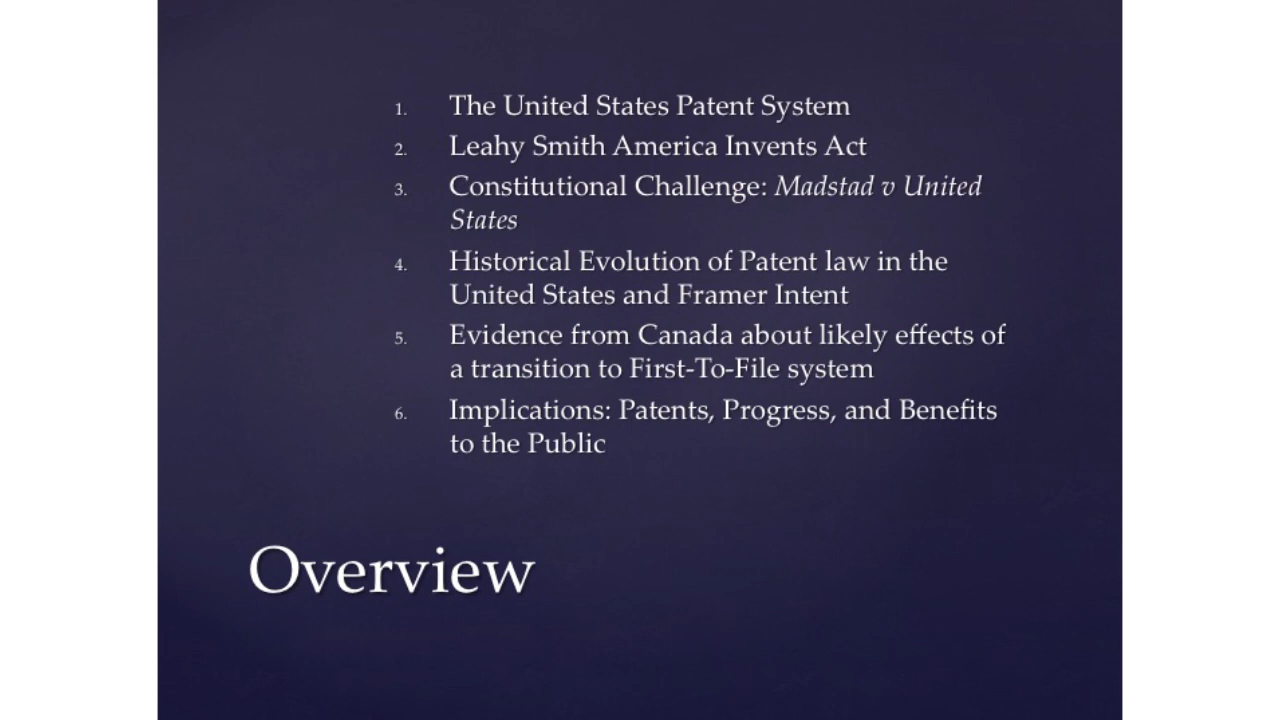 1. The United States Patent System
2. Leahy Smith America Invents Act
3. Constitutional Challenge: Madstad v United
States
4. Historical Evolution of Patent law in the
United States and Framer Intent
5. Evidence from Canada about likely effects of
a transition to First-To-File system
6. Implications: Patents, Progress, and Benefits
to the Public
Overview